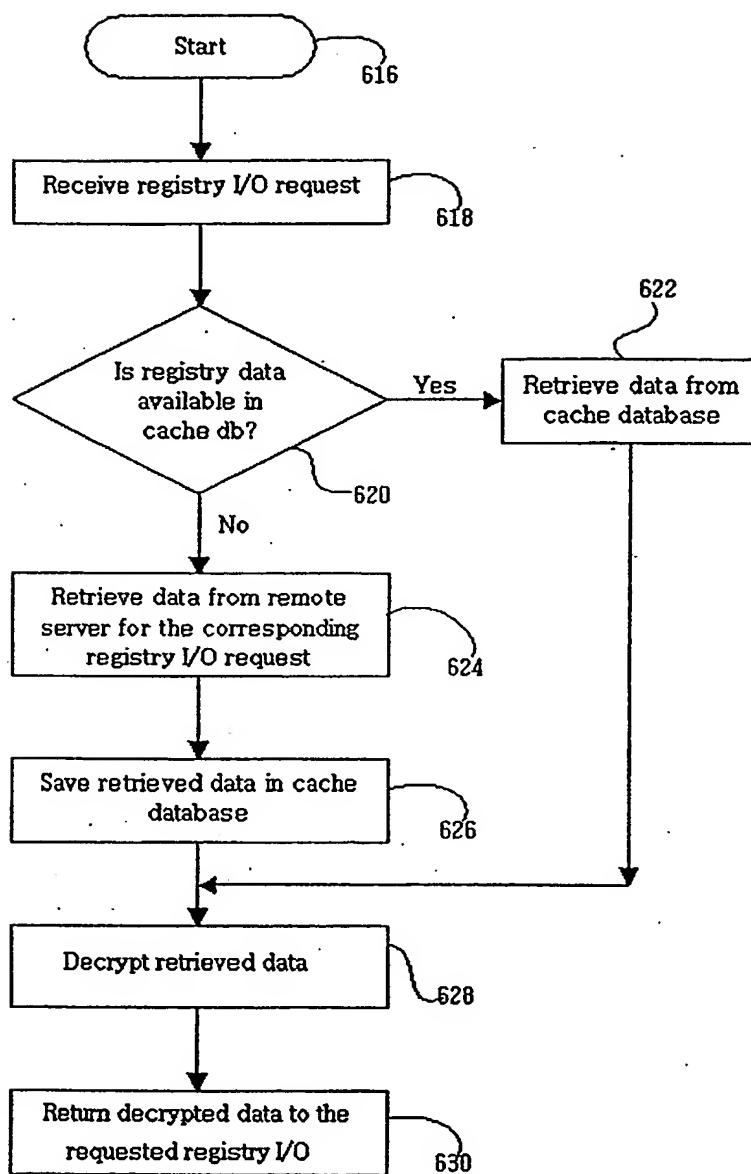 Start
616
Receive registry I/O request
618
622
Is registry data
available in
cache db?
Yes
Retrieve data from
cache database
620
No
Retrieve data from remote
server for the corresponding
registry I/O request
624
Save retrieved data in cache
database
626
Decrypt retrieved data
628
Return decrypted data to the
requested registry I/O
630